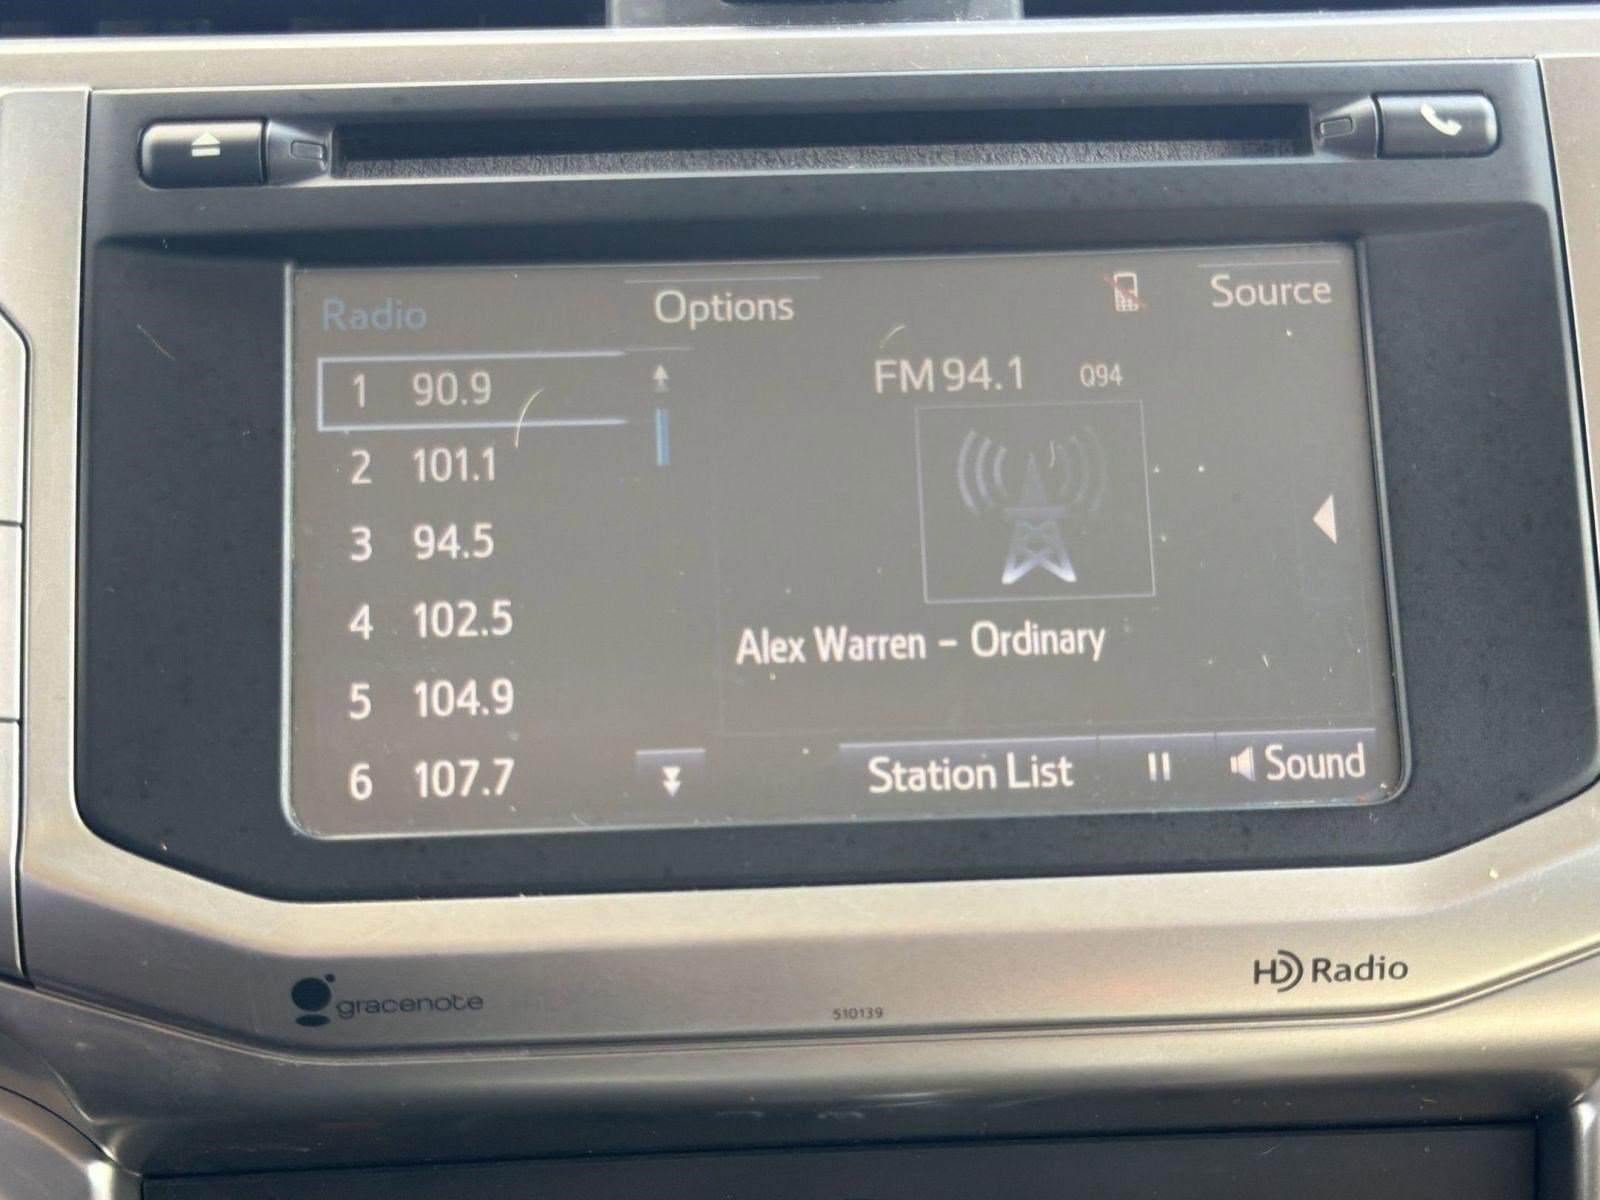 Radio
Options
Source
1 90.9
2 101.1
3 94.5
4 102.5
5 104.9
6 107.7
FM 94.1 Q94
Alex Warren - Ordinary
Station List
Sound
gracenote
510139
HD Radio